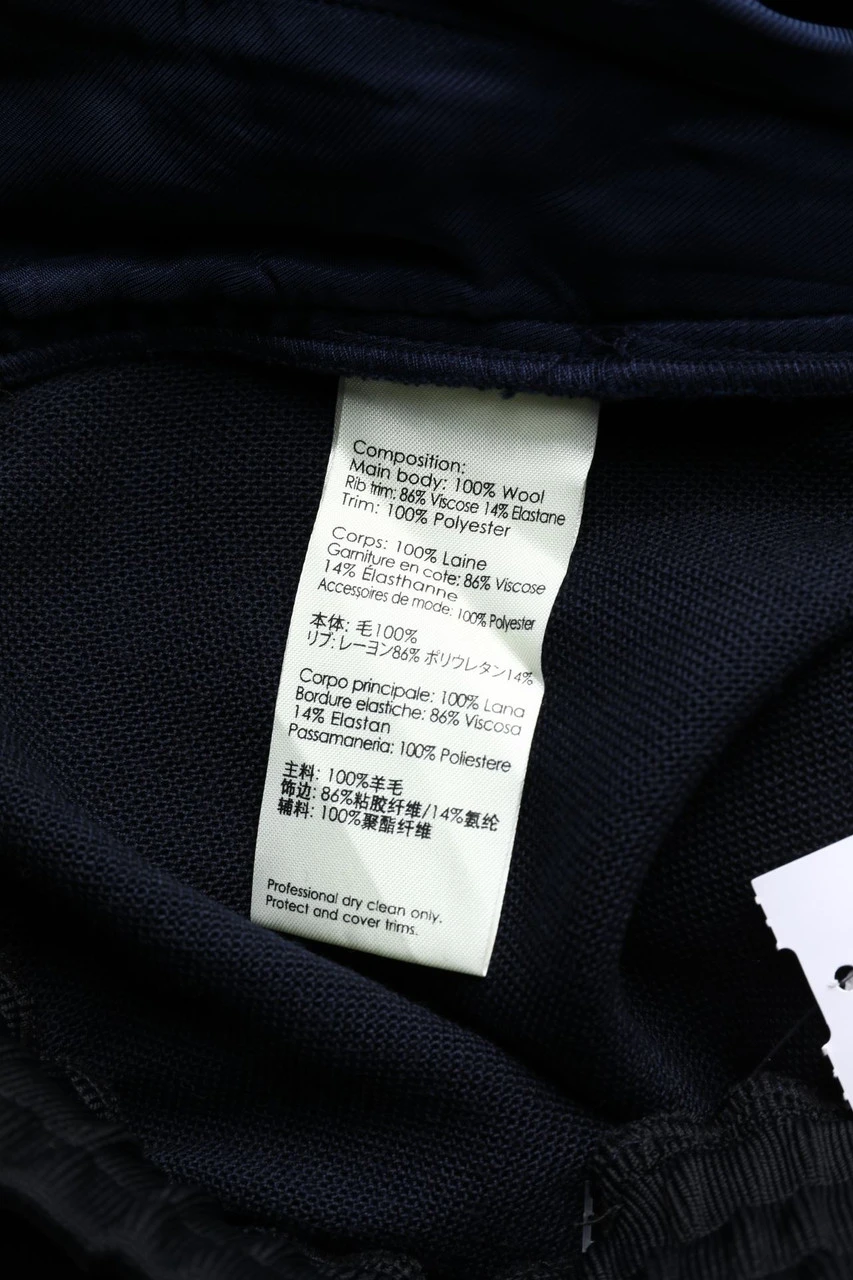 Composition:
Main body: 100% Wool
Rib trim: 86% Viscose 14% Elastane
Trim: 100% Polyester
Corps: 100% Laine
Garniture en cote: 86% Viscose
14% Élasthanne
Accessoires de mode: 100% Polyester
本体: 毛100%
リブ: レーヨン86% ポリウレタン14%
Corpo principale: 100% Lana
Bordure elastiche: 86% Viscosa
14% Elastan
Passamaneria: 100% Poliestere
主料: 100%羊毛
饰边: 86%粘胶纤维/14%氨纶
辅料: 100%聚酯纤维
Professional dry clean only.
Protect and cover trims.